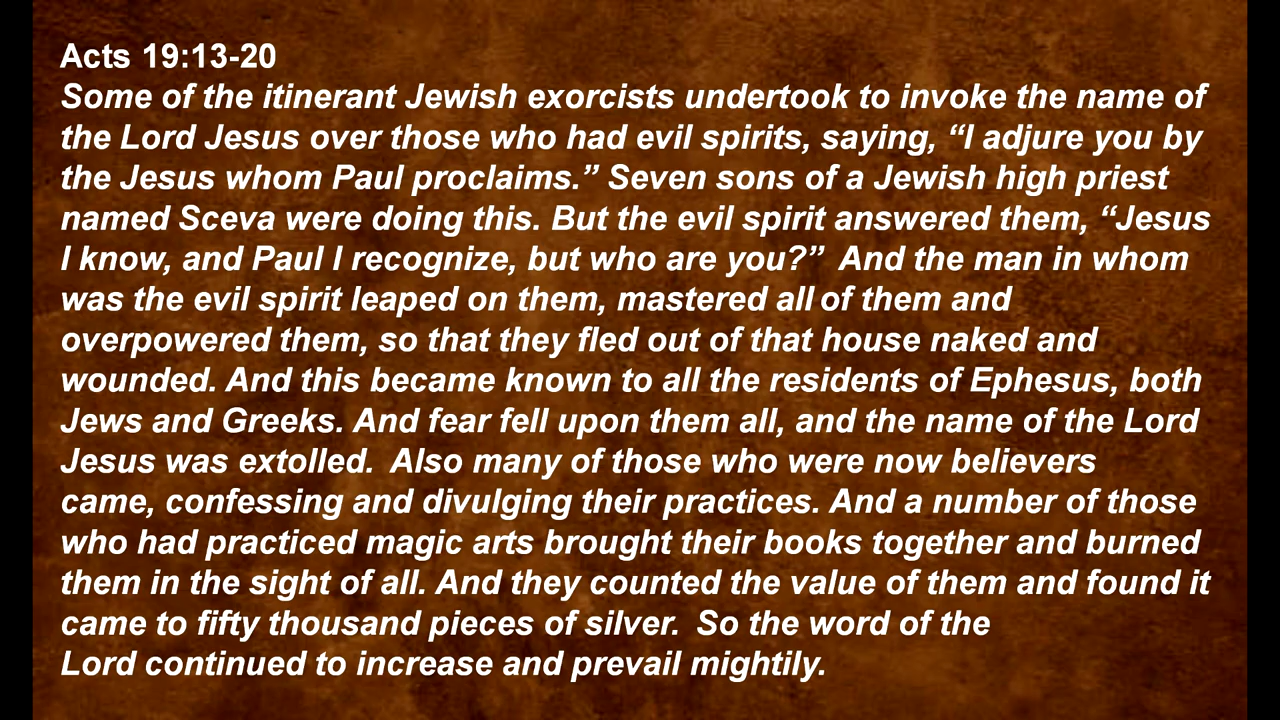 Acts 19:13-20
Some of the itinerant Jewish exorcists undertook to invoke the name of
the Lord Jesus over those who had evil spirits, saying, “I adjure you by
the Jesus whom Paul proclaims.” Seven sons of a Jewish high priest
named Sceva were doing this. But the evil spirit answered them, “Jesus
I know, and Paul I recognize, but who are you?” And the man in whom
was the evil spirit leaped on them, mastered all of them and
overpowered them, so that they fled out of that house naked and
wounded. And this became known to all the residents of Ephesus, both
Jews and Greeks. And fear fell upon them all, and the name of the Lord
Jesus was extolled. Also many of those who were now believers
came, confessing and divulging their practices. And a number of those
who had practiced magic arts brought their books together and burned
them in the sight of all. And they counted the value of them and found it
came to fifty thousand pieces of silver. So the word of the
Lord continued to increase and prevail mightily.